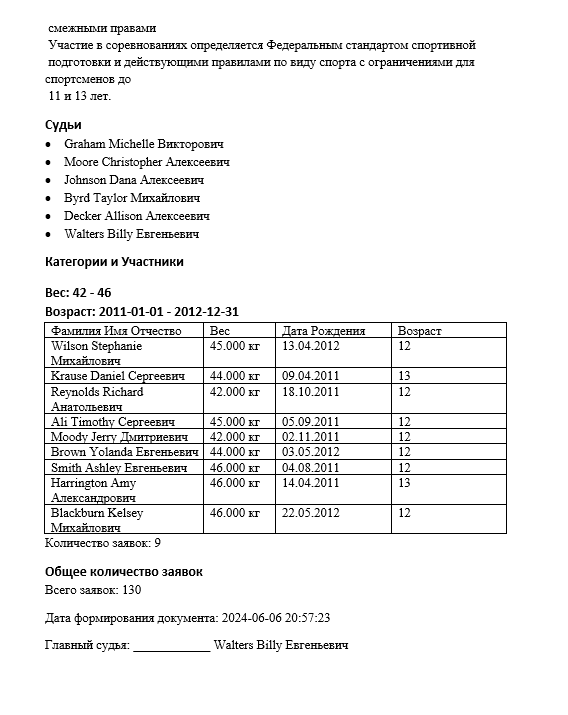 смежными правами
Участие в соревнованиях определяется Федеральным стандартом спортивной
подготовки и действующими правилами по виду спорта с ограничениями для
спортсменов до
11 и 13 лет.
Судьи
• Graham Michelle Викторович
• Moore Christopher Алексеевич
• Johnson Dana Алексеевич
• Byrd Taylor Михайлович
• Decker Allison Алексеевич
• Walters Billy Евгеньевич
Категории и Участники
Вес: 42 - 46
Возраст: 2011-01-01 - 2012-12-31
Фамилия Имя Отчество Вес Дата Рождения Возраст
Wilson Stephanie 45.000 кг 13.04.2012 12
Михайлович
Krause Daniel Сергеевич 44.000 кг 09.04.2011 13
Reynolds Richard 42.000 кг 18.10.2011 12
Анатольевич
Ali Timothy Сергеевич 45.000 кг 05.09.2011 12
Moody Jerry Дмитриевич 42.000 кг 02.11.2011 12
Brown Yolanda Евгеньевич 44.000 кг 03.05.2012 12
Smith Ashley Евгеньевич 46.000 кг 04.08.2011 12
Harrington Amy 46.000 кг 14.04.2011 13
Александрович
Blackburn Kelsey 46.000 кг 22.05.2012 12
Михайлович
Количество заявок: 9
Общее количество заявок
Всего заявок: 130
Дата формирования документа: 2024-06-06 20:57:23
Главный судья: ____________ Walters Billy Евгеньевич